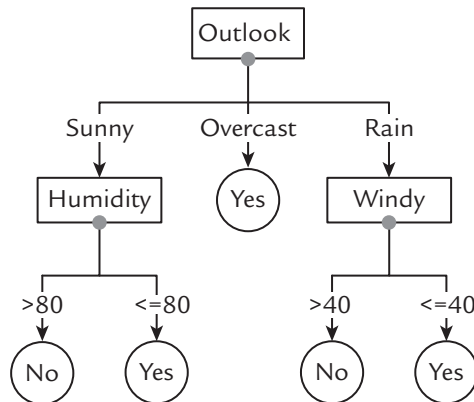 Outlook
Sunny Overcast Rain
Humidity Yes Windy
>80 <=80 >40 <=40
No Yes No Yes